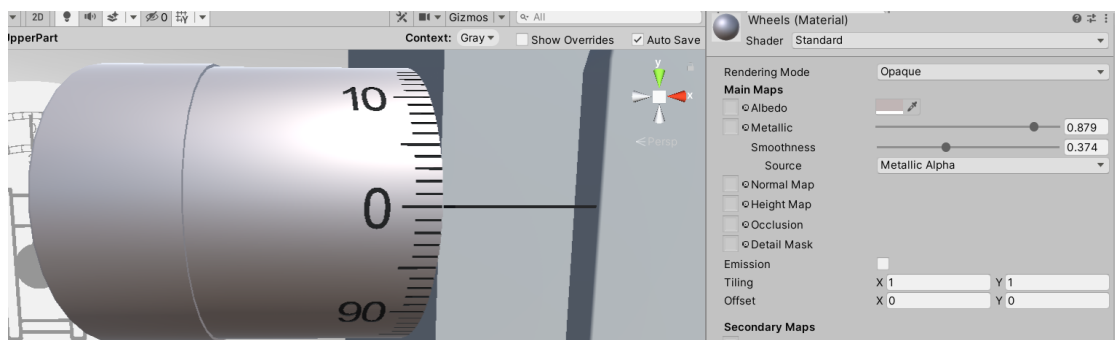 2D
0
Gizmos
All
Wheels (Material)
Shader Standard
pperPart
Context: Gray
Show Overrides
Auto Save
Rendering Mode Opaque
Main Maps
Albedo
Metallic 0.879
Smoothness 0.374
Source Metallic Alpha
Normal Map
Height Map
Occlusion
Detail Mask
Emission
Tiling X 1 Y 1
Offset X 0 Y 0
Secondary Maps
y
x
Persp
10
0
90